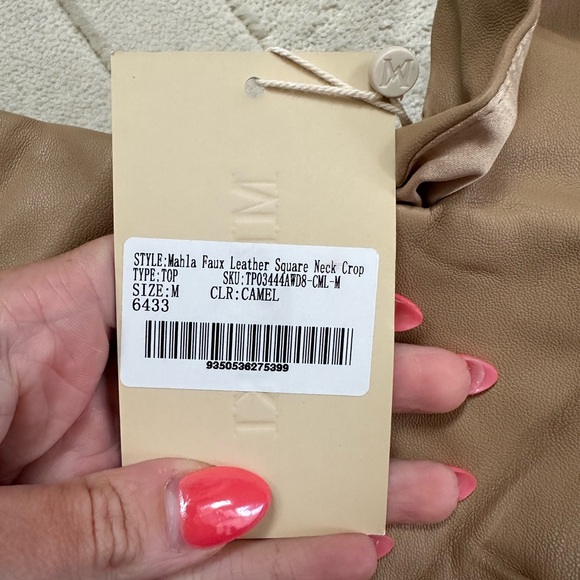 M
STYLE:Mahla Faux Leather Square Neck Crop
TYPE:TOP SKU:TP03444AWD8-CML-M
SIZE:M CLR:CAMEL
6433
9350536275399